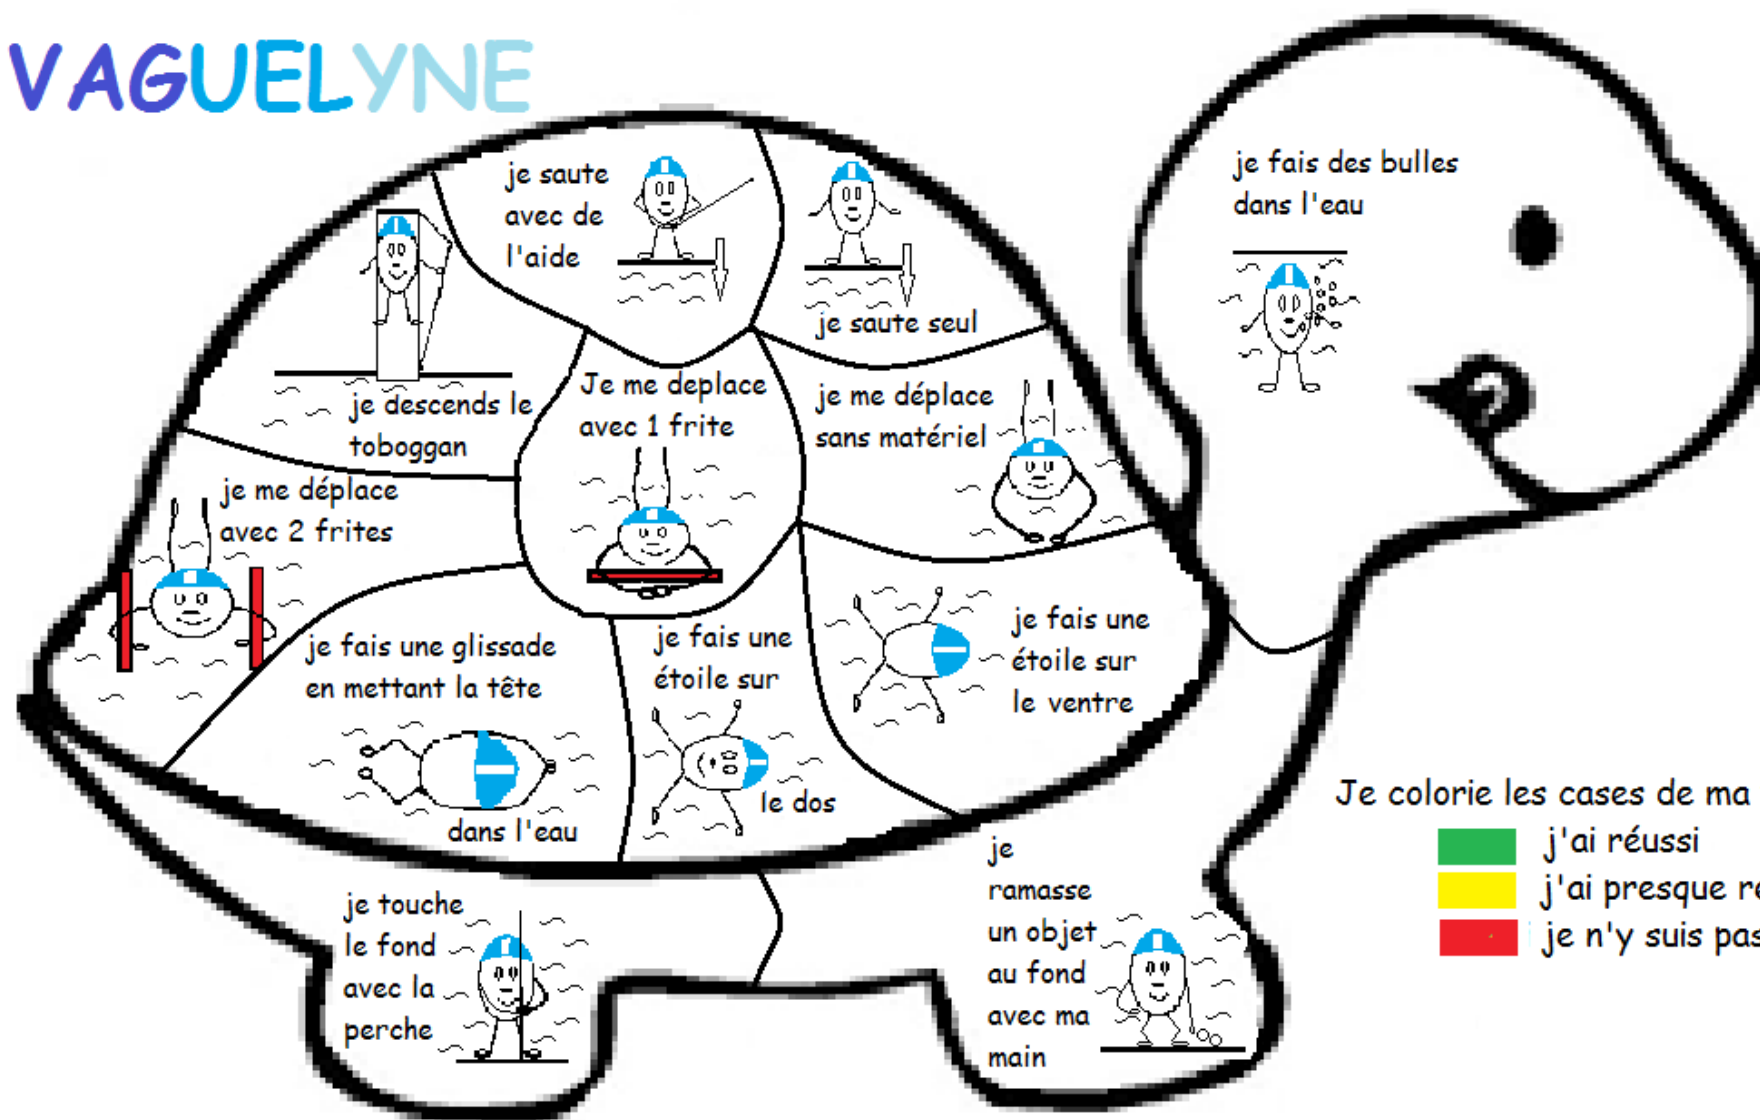 VAGUELYNE
je saute
avec de
l'aide
je saute seul
je fais des bulles
dans l'eau
je descends le
toboggan
Je me deplace
avec 1 frite
je me déplace
sans matériel
je me déplace
avec 2 frites
je fais une glissade
en mettant la tête
dans l'eau
je fais une
étoile sur
le dos
je fais une
étoile sur
le ventre
je touche
le fond
avec la
perche
je
ramasse
un objet
au fond
avec ma
main
Je colorie les cases de ma
j'ai réussi
j'ai presque
je n'y suis pas